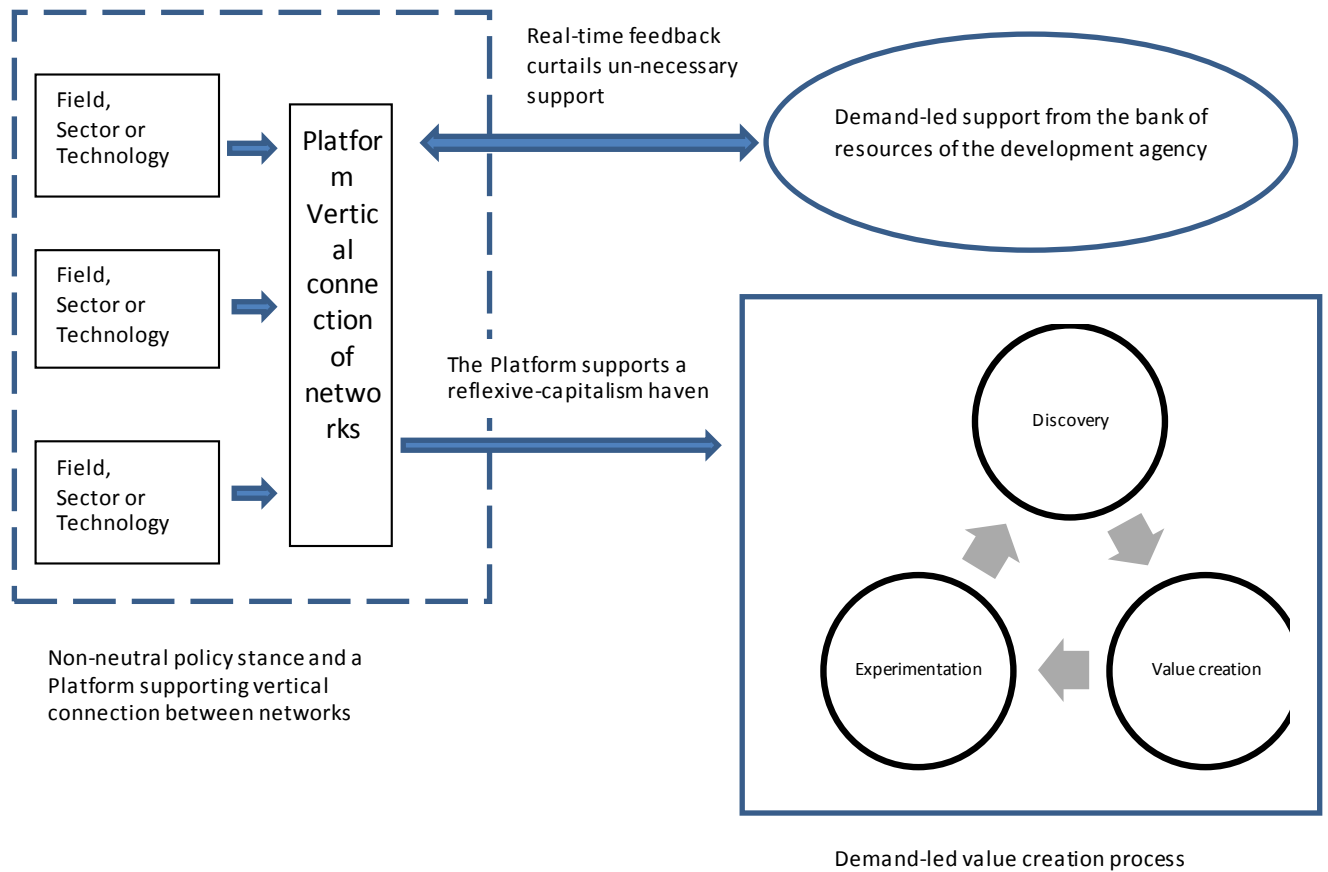 Field,
Sector or
Technology
Field,
Sector or
Technology
Field,
Sector or
Technology
Platfor
m
Vertic
al
conne
ction
of
netwo
rks
Non-neutral policy stance and a
Platform supporting vertical
connection between networks
Real-time feedback
curtails un-necessary
support
Demand-led support from the bank of
resources of the development agency
The Platform supports a
reflexive-capitalism haven
Discovery
Experimentation
Value creation
Demand-led value creation process